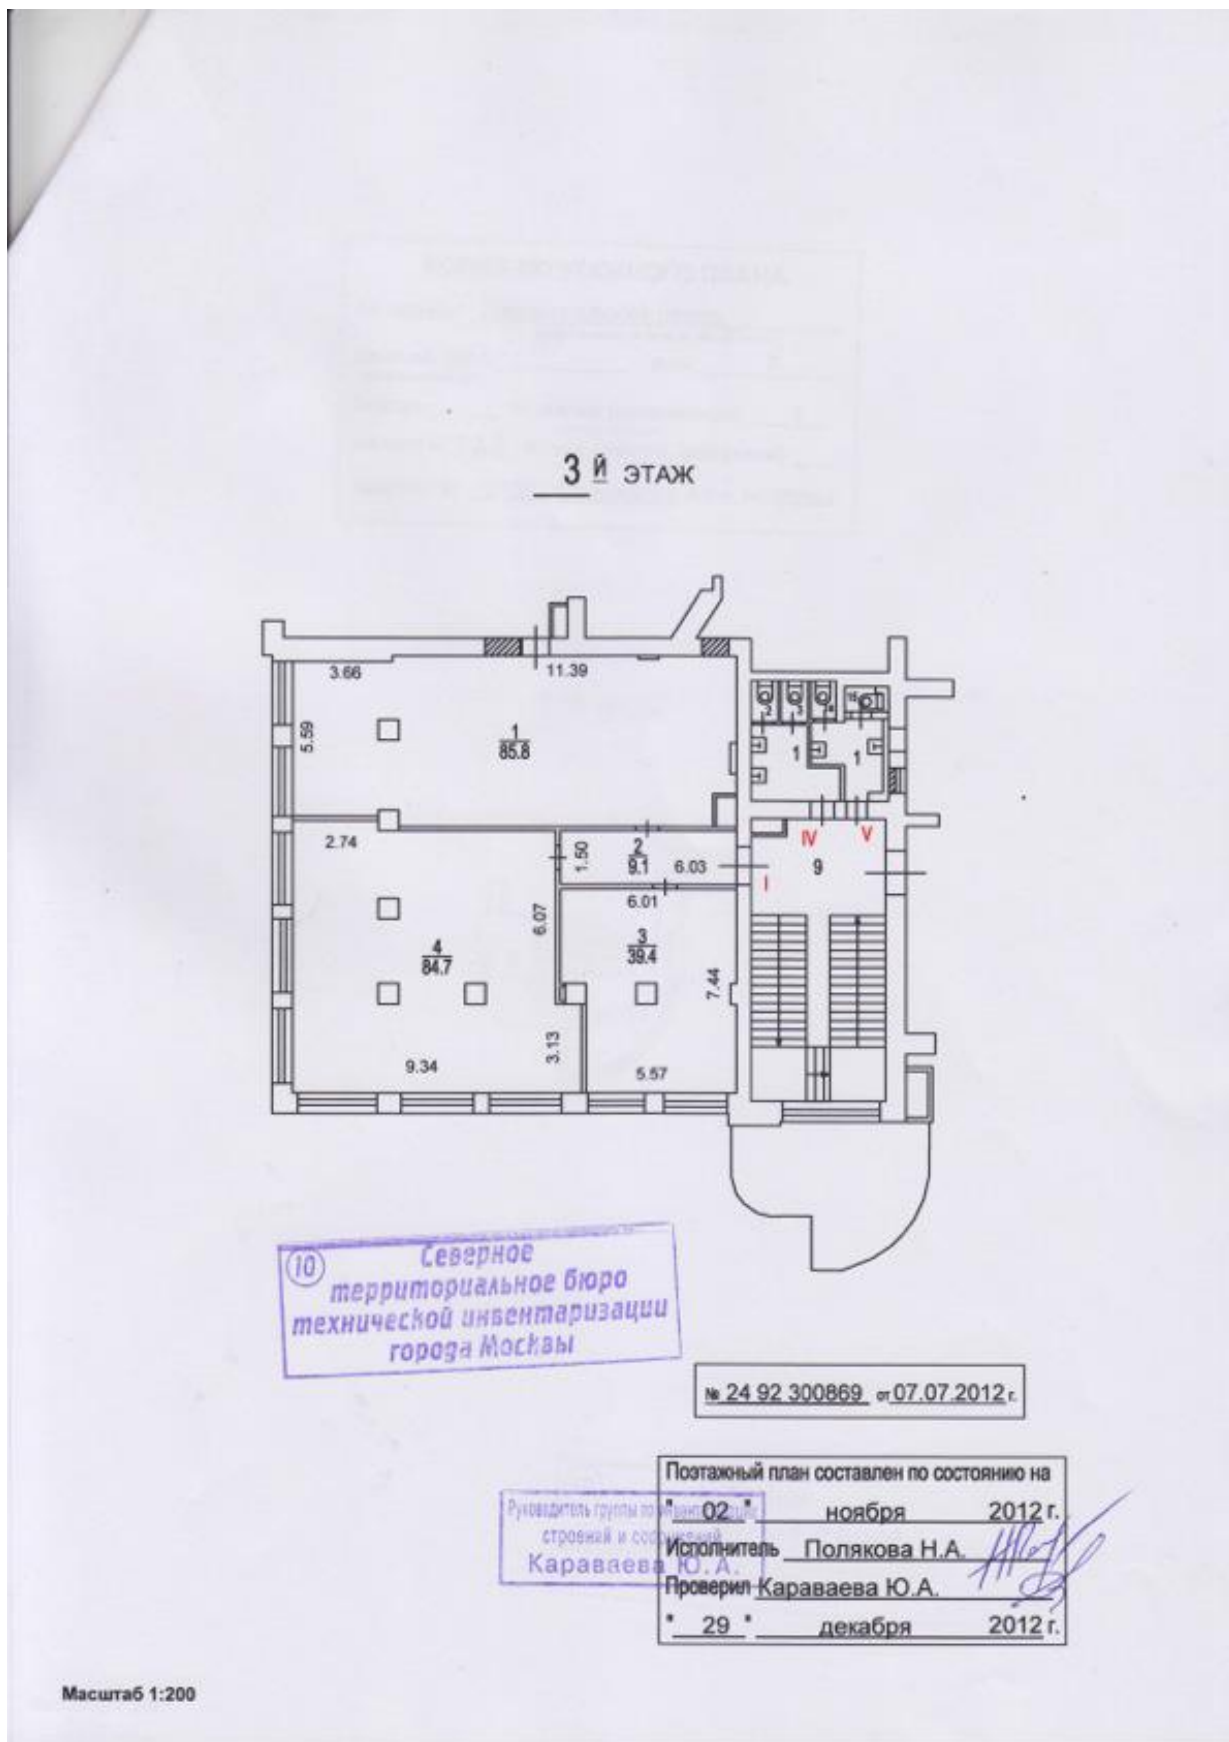 3 й ЭТАЖ
3.66
11.39
5.59
1
85.8
2
3
4
1
1
2.74
1.50
2
9.1
6.03
IV
V
9
I
6.01
6.07
4
84.7
3
39.4
7.44
3.13
9.34
5.57
10
Северное
территориальное бюро
технической инвентаризации
города Москвы
№ 24 92 300869 от 07.07.2012 г.
Поэтажный план составлен по состоянию на
" 02 " ноября 2012 г.
Руководитель группы по инвентаризации
строений и сооружений
Караваева Ю.А.
Исполнитель Полякова Н.А.
Проверил Караваева Ю.А.
" 29 " декабря 2012 г.
Масштаб 1:200